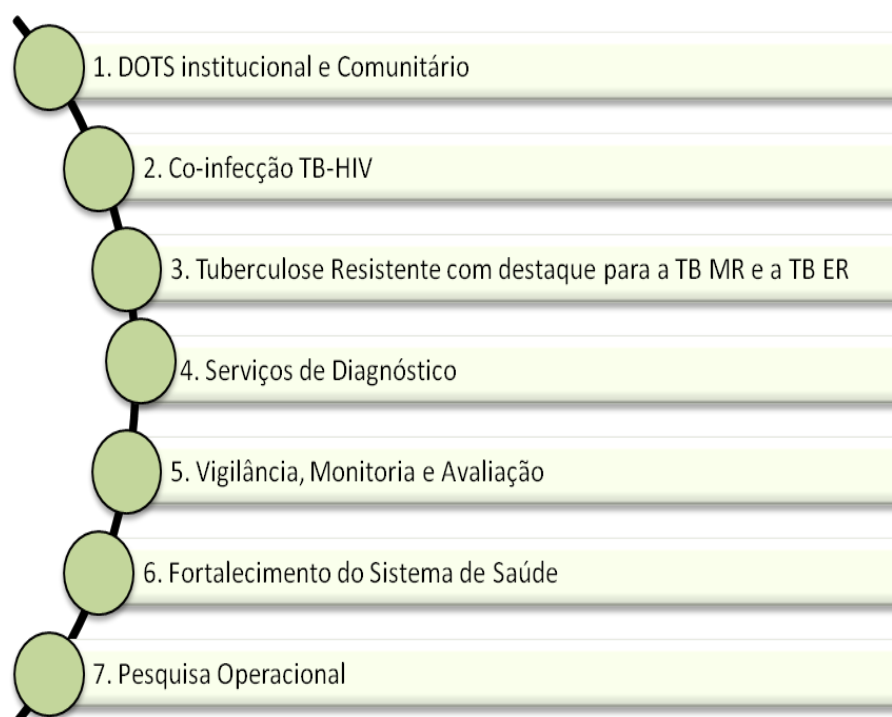 1. DOTS institucional e Comunitário
2. Co-infecção TB-HIV
3. Tuberculose Resistente com destaque para a TB MR e a TB ER
4. Serviços de Diagnóstico
5. Vigilância, Monitoria e Avaliação
6. Fortalecimento do Sistema de Saúde
7. Pesquisa Operacional